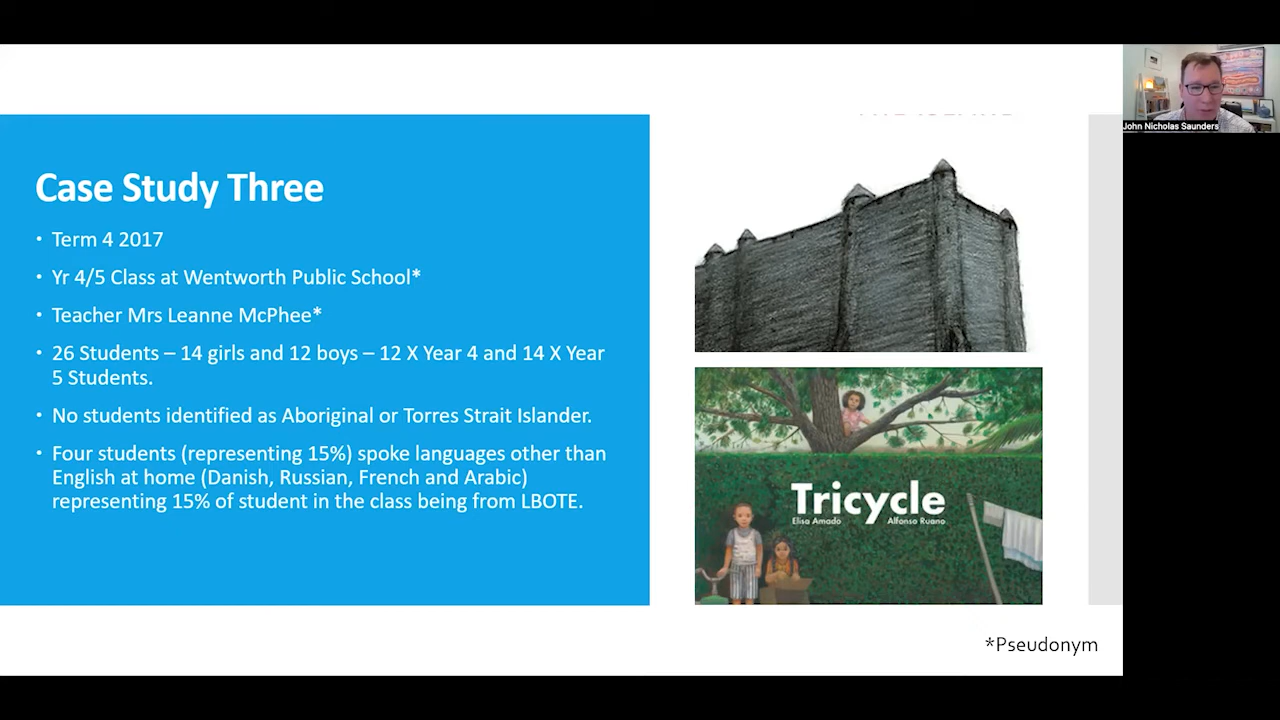 Case Study Three
• Term 4 2017
• Yr 4/5 Class at Wentworth Public School*
• Teacher Mrs Leanne McPhee*
• 26 Students – 14 girls and 12 boys – 12 X Year 4 and 14 X Year
5 Students.
• No students identified as Aboriginal or Torres Strait Islander.
• Four students (representing 15%) spoke languages other than
English at home (Danish, Russian, French and Arabic)
representing 15% of student in the class being from LBOTE.
Tricycle
Elisa Amado Alfonso Ruano
*Pseudonym
John Nicholas Saunders